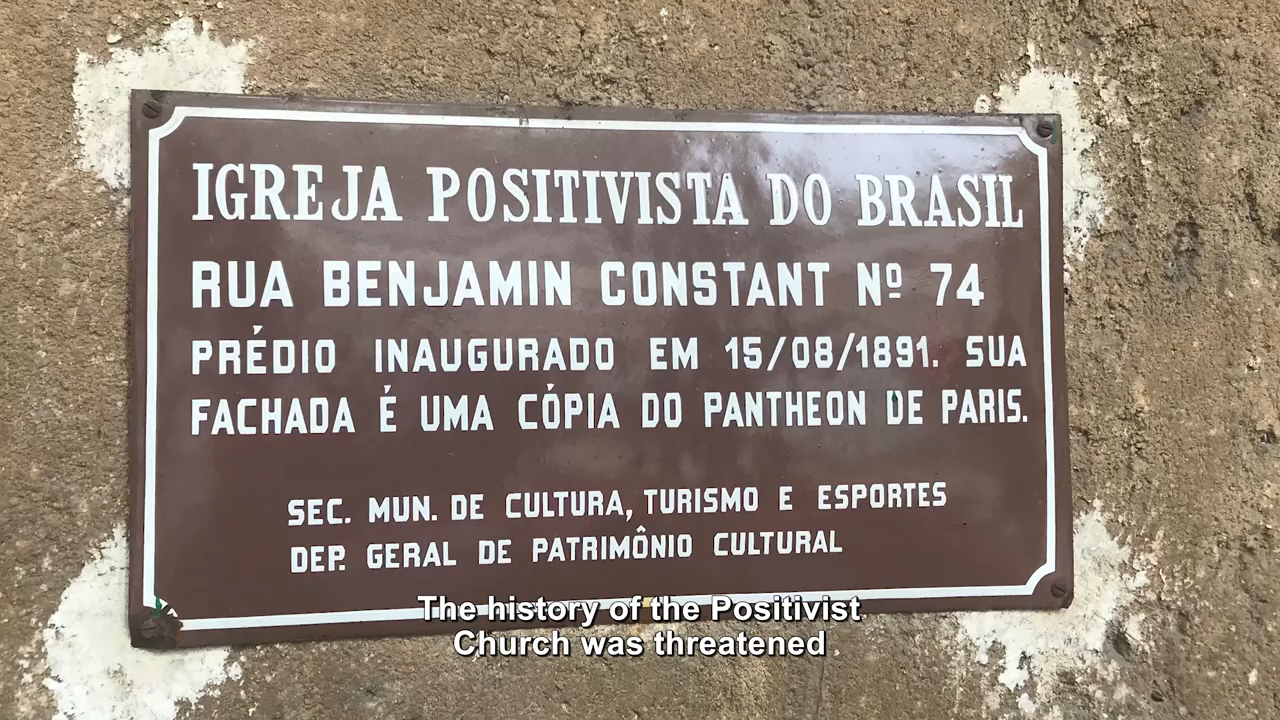 IGREJA POSITIVISTA DO BRASIL
RUA BENJAMIN CONSTANT Nº 74
PRÉDIO INAUGURADO EM 15/08/1891. SUA
FACHADA É UMA CÓPIA DO PANTHEON DE PARIS.
SEC. MUN. DE CULTURA, TURISMO E ESPORTES
DEP. GERAL DE PATRIMÔNIO CULTURAL
The history of the Positivist
Church was threatened